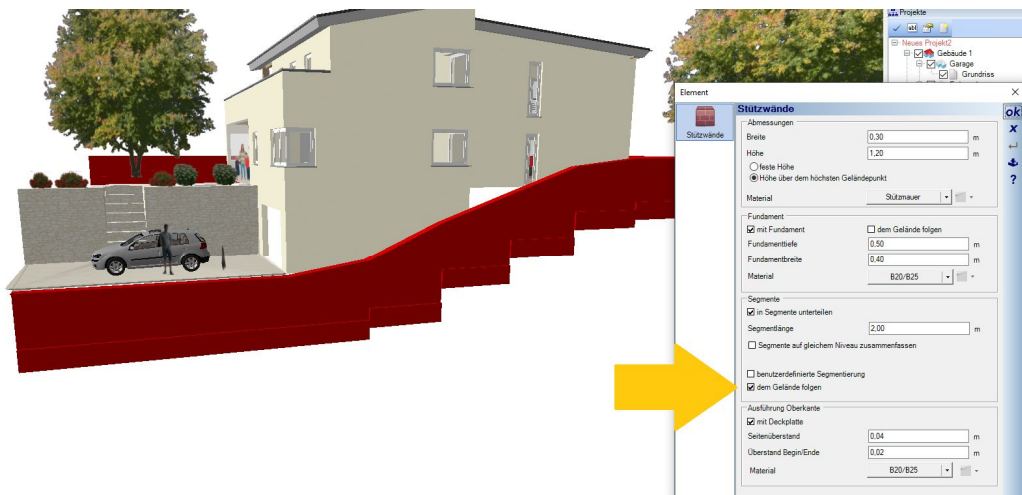 Projekte
abl
Neues Projekt2
Gebäude 1
Garage
Grundriss
Element
Stützwände
ok
Stützwände
Abmessungen
Breite 0,30 m
Höhe 1,20 m
feste Höhe
Höhe über dem höchsten Geländepunkt
Material Stützmauer
Fundament
mit Fundament dem Gelände folgen
Fundamenttiefe 0,50 m
Fundamentbreite 0,40 m
Material B20/B25
Segmente
in Segmente unterteilen
Segmentlänge 2,00 m
Segmente auf gleichem Niveau zusammenfassen
benutzerdefinierte Segmentierung
dem Gelände folgen
Ausführung Oberkante
mit Deckplatte
Seitenüberstand 0,04 m
Überstand Begin/Ende 0,02 m
Material B20/B25